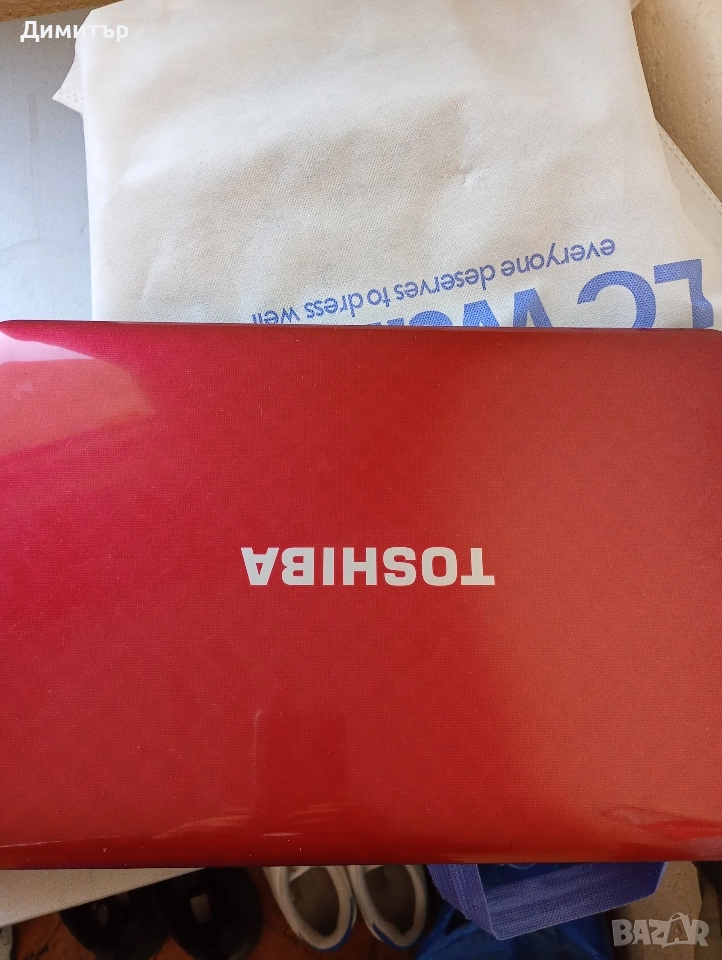 Димитър
everyone deserves to dress well
LC
TOSHIBA
BAZAR